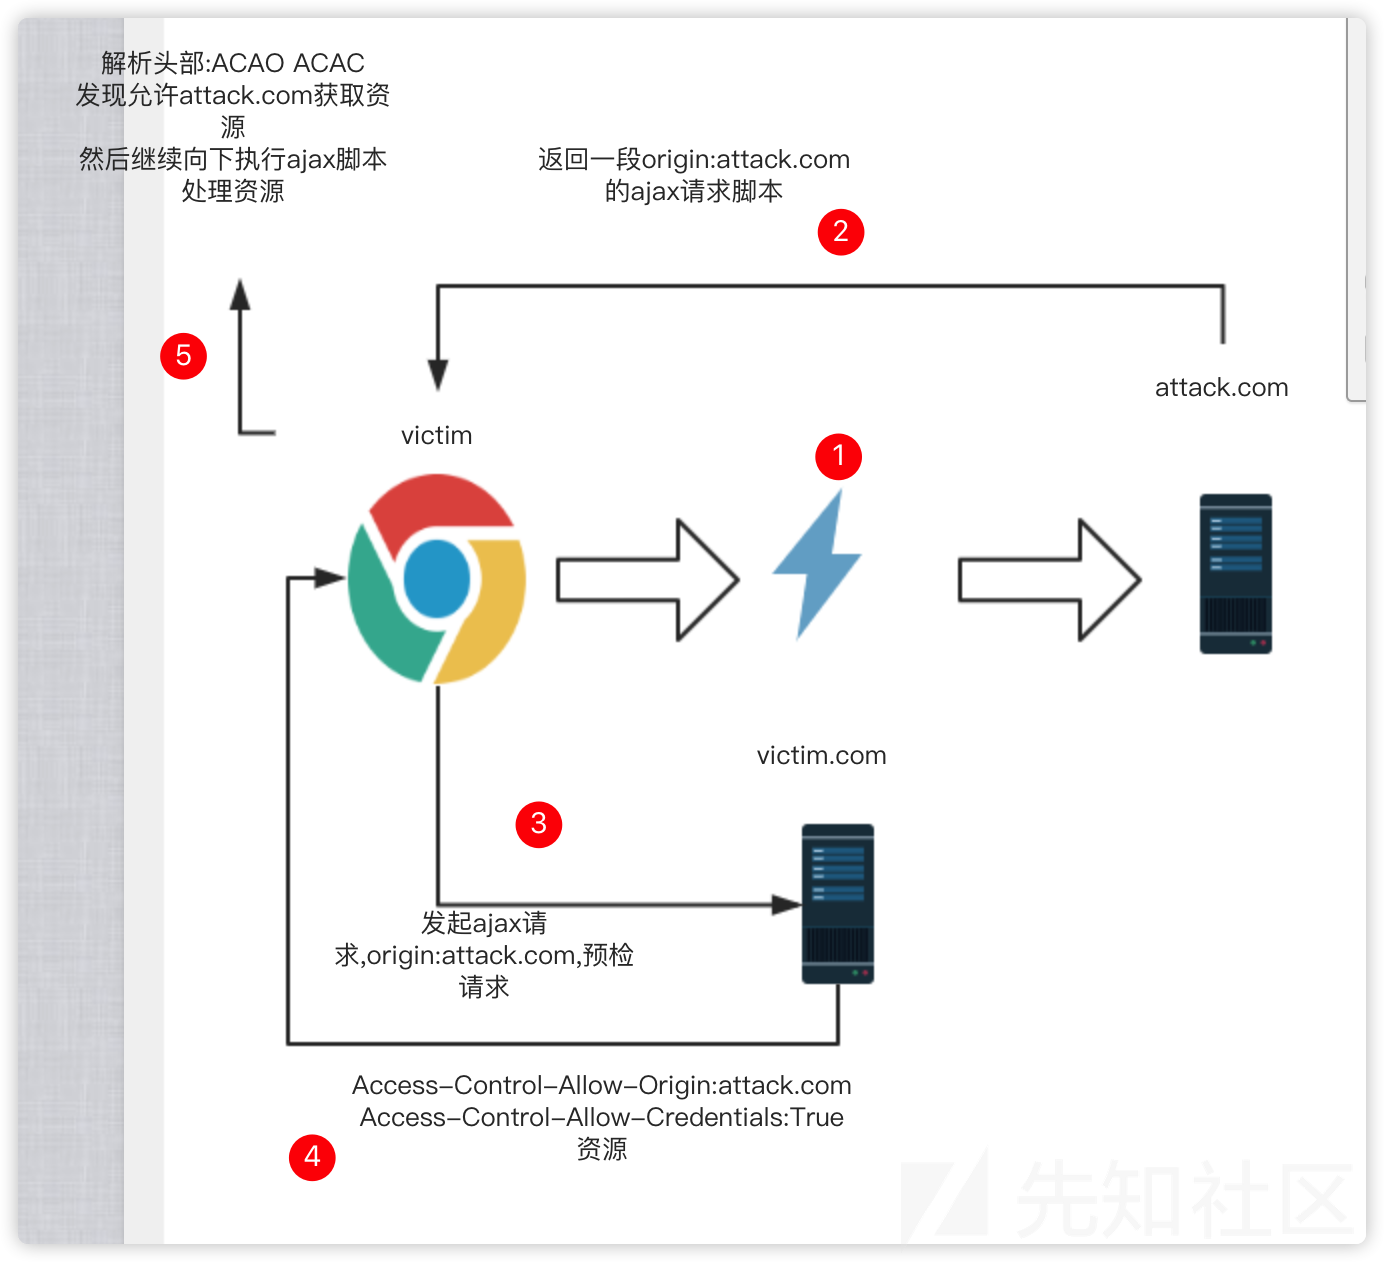 解析头部:ACAO ACAC
发现允许attack.com获取资
源
然后继续向下执行ajax脚本
处理资源
返回一段origin:attack.com
的ajax请求脚本
2
5
attack.com
victim
1
victim.com
3
发起ajax请
求,origin:attack.com,预检
请求
Access-Control-Allow-Origin:attack.com
Access-Control-Allow-Credentials:True
资源
4
先知社区